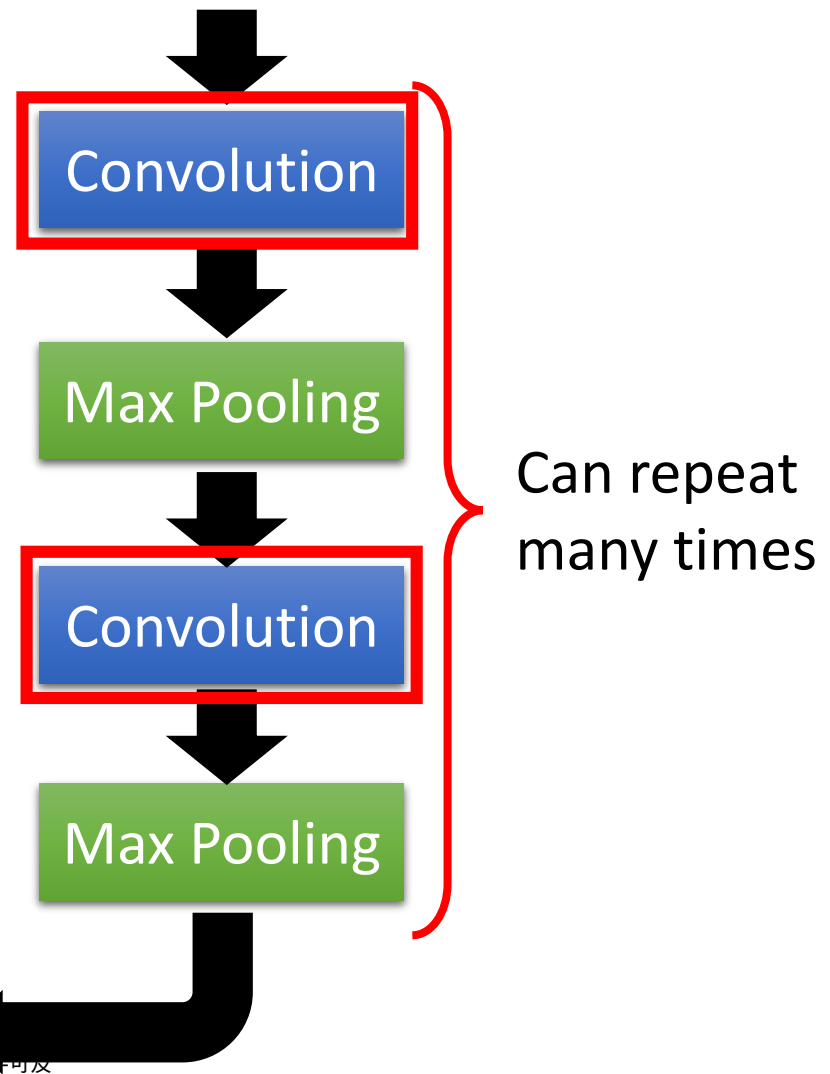 Convolution
Max Pooling
Can repeat
many times
Convolution
Max Pooling